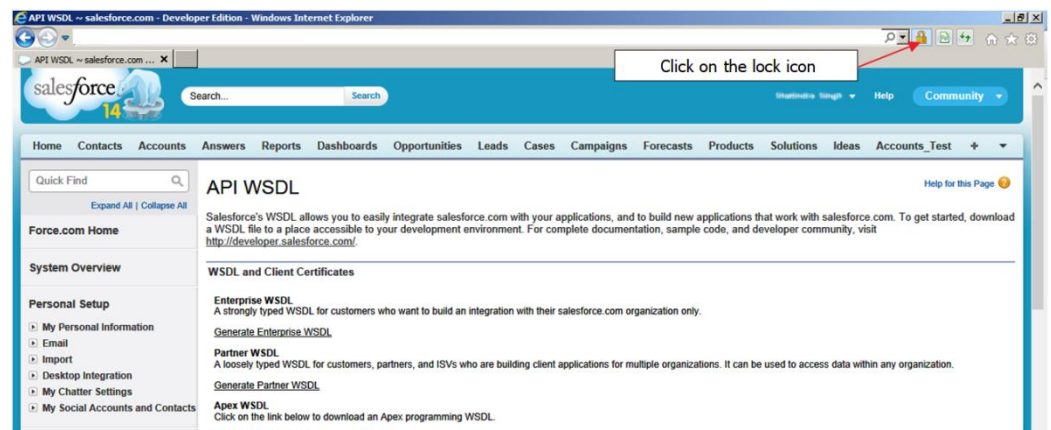 API WSDL ~ salesforce.com - Developer Edition - Windows Internet Explorer
API WSDL ~ salesforce.com ...
Click on the lock icon
salesforce
14
Search...
Search
Help
Community
Home Contacts Accounts Answers Reports Dashboards Opportunities Leads Cases Campaigns Forecasts Products Solutions Ideas Accounts_Test +
Quick Find
Expand All | Collapse All
Force.com Home
System Overview
Personal Setup
My Personal Information
Email
Import
Desktop Integration
My Chatter Settings
My Social Accounts and Contacts
API WSDL
Help for this Page
Salesforce's WSDL allows you to easily integrate salesforce.com with your applications, and to build new applications that work with salesforce.com. To get started, download
a WSDL file to a place accessible to your development environment. For complete documentation, sample code, and developer community, visit
http://developer.salesforce.com/.
WSDL and Client Certificates
Enterprise WSDL
A strongly typed WSDL for customers who want to build an integration with their salesforce.com organization only.
Generate Enterprise WSDL
Partner WSDL
A loosely typed WSDL for customers, partners, and ISVs who are building client applications for multiple organizations. It can be used to access data within any organization.
Generate Partner WSDL
Apex WSDL
Click on the link below to download an Apex programming WSDL.